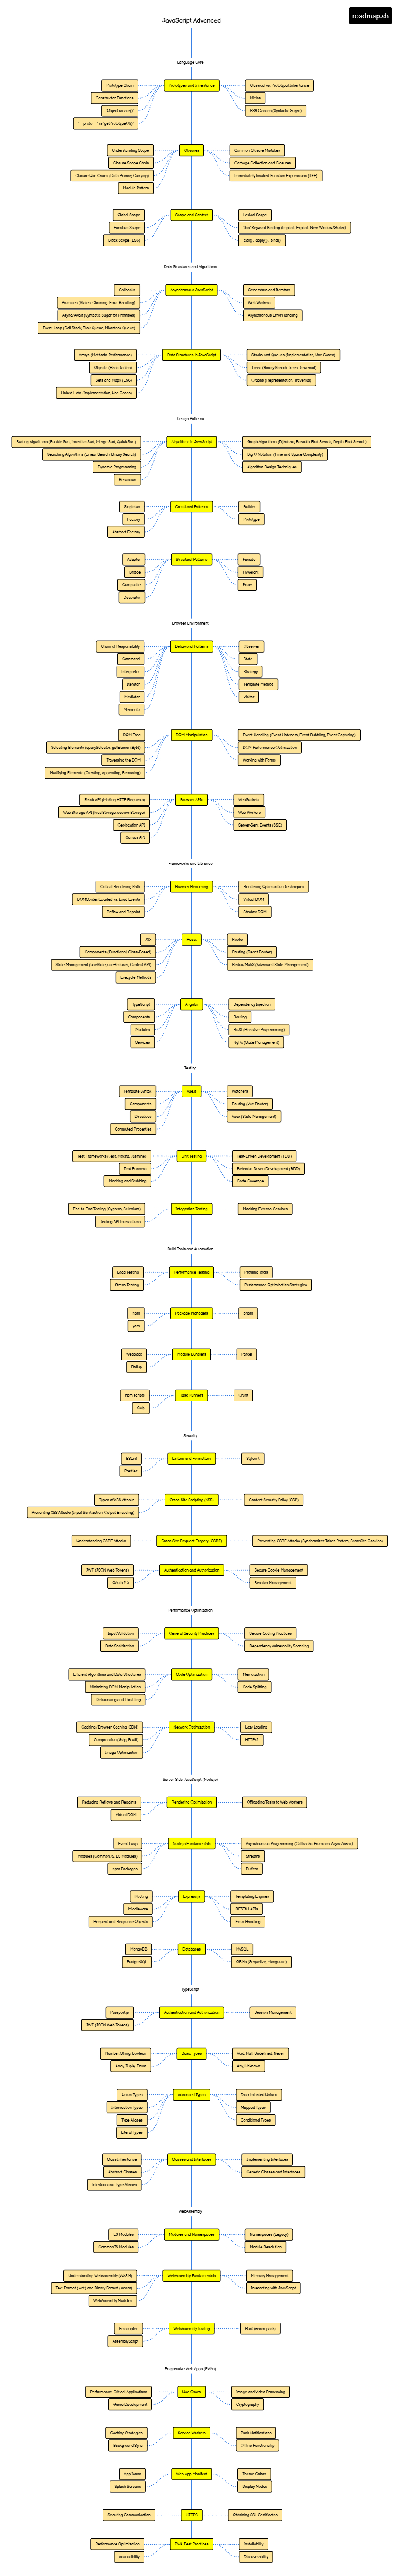 JavaScript Advanced
roadmap.sh
Language Core
Prototype Chain
Prototypes and Inheritance
Classical vs. Prototypal Inheritance
Constructor Functions
Mixins
`Object.create()`
ES6 Classes (Syntactic Sugar)
`__proto__` vs `getPrototypeOf()`
Understanding Scope
Closures
Common Closure Mistakes
Closure Scope Chain
Garbage Collection and Closures
Closure Use Cases (Data Privacy, Currying)
Immediately Invoked Function Expressions (IIFE)
Module Pattern
Global Scope
Scope and Context
Lexical Scope
Function Scope
'this' Keyword Binding (Implicit, Explicit, New, Window/Global)
Block Scope (ES6)
`call()`, `apply()`, `bind()`
Data Structures and Algorithms
Callbacks
Asynchronous JavaScript
Generators and Iterators
Promises (States, Chaining, Error Handling)
Web Workers
Async/Await (Syntactic Sugar for Promises)
Asynchronous Error Handling
Event Loop (Call Stack, Task Queue, Microtask Queue)
Arrays (Methods, Performance)
Data Structures in JavaScript
Stacks and Queues (Implementation, Use Cases)
Objects (Hash Tables)
Trees (Binary Search Trees, Traversal)
Sets and Maps (ES6)
Graphs (Representation, Traversal)
Linked Lists (Implementation, Use Cases)
Design Patterns
Sorting Algorithms (Bubble Sort, Insertion Sort, Merge Sort, Quick Sort)
Algorithms in JavaScript
Graph Algorithms (Dijkstra's, Breadth-First Search, Depth-First Search)
Searching Algorithms (Linear Search, Binary Search)
Big O Notation (Time and Space Complexity)
Dynamic Programming
Algorithm Design Techniques
Recursion
Singleton
Creational Patterns
Builder
Factory
Prototype
Abstract Factory
Adapter
Structural Patterns
Facade
Bridge
Flyweight
Composite
Proxy
Decorator
Browser Environment
Chain of Responsibility
Behavioral Patterns
Observer
Command
State
Interpreter
Strategy
Iterator
Template Method
Mediator
Visitor
Memento
DOM Tree
DOM Manipulation
Event Handling (Event Listeners, Event Bubbling, Event Capturing)
Selecting Elements (querySelector, getElementById)
DOM Performance Optimization
Traversing the DOM
Working with Forms
Modifying Elements (Creating, Appending, Removing)
Fetch API (Making HTTP Requests)
Browser APIs
WebSockets
Web Storage API (localStorage, sessionStorage)
Web Workers
Geolocation API
Server-Sent Events (SSE)
Canvas API
Frameworks and Libraries
Critical Rendering Path
Browser Rendering
Rendering Optimization Techniques
DOMContentLoaded vs. Load Events
Virtual DOM
Reflow and Repaint
Shadow DOM
JSX
React
Hooks
Components (Functional, Class-Based)
Routing (React Router)
State Management (useState, useReducer, Context API)
Redux/MobX (Advanced State Management)
Lifecycle Methods
TypeScript
Angular
Dependency Injection
Components
Routing
Modules
RxJS (Reactive Programming)
Services
NgRx (State Management)
Testing
Template Syntax
Vue.js
Watchers
Components
Routing (Vue Router)
Directives
Vuex (State Management)
Computed Properties
Test Frameworks (Jest, Mocha, Jasmine)
Unit Testing
Test-Driven Development (TDD)
Test Runners
Behavior-Driven Development (BDD)
Mocking and Stubbing
Code Coverage
End-to-End Testing (Cypress, Selenium)
Integration Testing
Mocking External Services
Testing API Interactions
Build Tools and Automation
Load Testing
Performance Testing
Profiling Tools
Stress Testing
Performance Optimization Strategies
npm
Package Managers
pnpm
yarn
Webpack
Module Bundlers
Parcel
Rollup
npm scripts
Task Runners
Grunt
Gulp
Security
ESLint
Linters and Formatters
Stylelint
Prettier
Types of XSS Attacks
Cross-Site Scripting (XSS)
Content Security Policy (CSP)
Preventing XSS Attacks (Input Sanitization, Output Encoding)
Understanding CSRF Attacks
Cross-Site Request Forgery (CSRF)
Preventing CSRF Attacks (Synchronizer Token Pattern, SameSite Cookies)
JWT (JSON Web Tokens)
Authentication and Authorization
Secure Cookie Management
OAuth 2.0
Session Management
Performance Optimization
Input Validation
General Security Practices
Secure Coding Practices
Data Sanitization
Dependency Vulnerability Scanning
Efficient Algorithms and Data Structures
Code Optimization
Memoization
Minimizing DOM Manipulation
Code Splitting
Debouncing and Throttling
Caching (Browser Caching, CDN)
Network Optimization
Lazy Loading
Compression (Gzip, Brotli)
HTTP/2
Image Optimization
Server-Side JavaScript (Node.js)
Reducing Reflows and Repaints
Rendering Optimization
Offloading Tasks to Web Workers
Virtual DOM
Event Loop
Node.js Fundamentals
Asynchronous Programming (Callbacks, Promises, Async/Await)
Modules (CommonJS, ES Modules)
Streams
npm Packages
Buffers
Routing
Express.js
Templating Engines
Middleware
RESTful APIs
Request and Response Objects
Error Handling
MongoDB
Databases
MySQL
PostgreSQL
ORMs (Sequelize, Mongoose)
TypeScript
Passport.js
Authentication and Authorization
Session Management
JWT (JSON Web Tokens)
Number, String, Boolean
Basic Types
Void, Null, Undefined, Never
Array, Tuple, Enum
Any, Unknown
Union Types
Advanced Types
Discriminated Unions
Intersection Types
Mapped Types
Type Aliases
Conditional Types
Literal Types
Class Inheritance
Classes and Interfaces
Implementing Interfaces
Abstract Classes
Generic Classes and Interfaces
Interfaces vs. Type Aliases
WebAssembly
ES Modules
Modules and Namespaces
Namespaces (Legacy)
CommonJS Modules
Module Resolution
Understanding WebAssembly (WASM)
WebAssembly Fundamentals
Memory Management
Text Format (.wat) and Binary Format (.wasm)
Interacting with JavaScript
WebAssembly Modules
Emscripten
WebAssembly Tooling
Rust (wasm-pack)
AssemblyScript
Progressive Web Apps (PWAs)
Performance-Critical Applications
Use Cases
Image and Video Processing
Game Development
Cryptography
Caching Strategies
Service Workers
Push Notifications
Background Sync
Offline Functionality
App Icons
Web App Manifest
Theme Colors
Splash Screens
Display Modes
Securing Communication
HTTPS
Obtaining SSL Certificates
Performance Optimization
PWA Best Practices
Installability
Accessibility
Discoverability